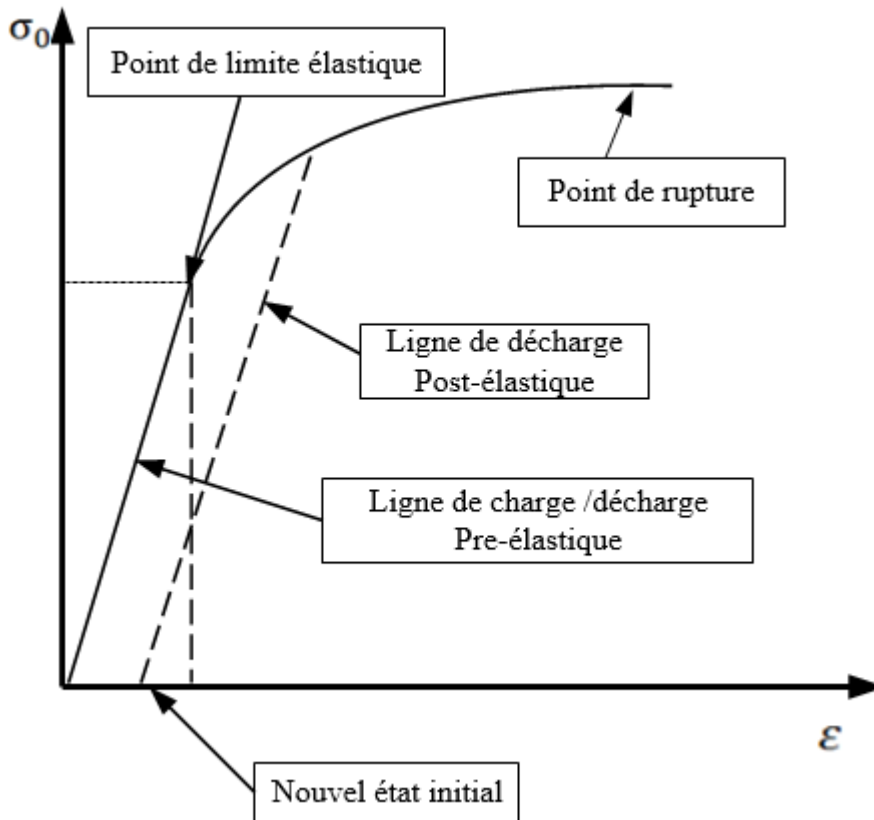 σ₀
Point de limite élastique
Point de rupture
Ligne de décharge
Post-élastique
Ligne de charge /décharge
Pre-élastique
ε
Nouvel état initial